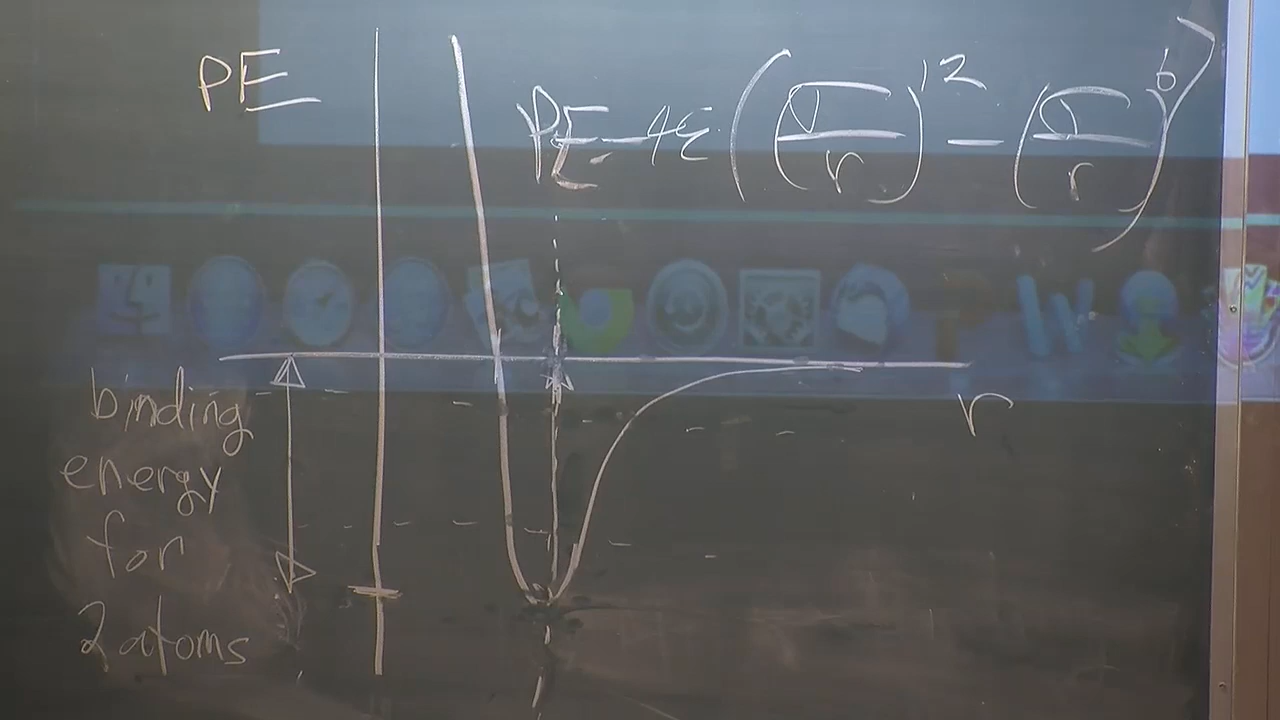 PE
PE = 4ε ((σ/r)^12 - (σ/r)^6)
r
binding
energy
for
2 atoms